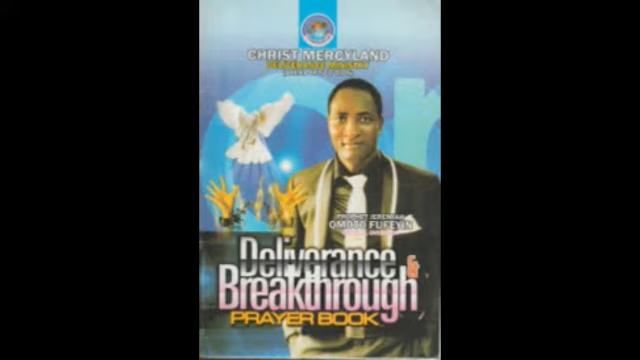 CHRIST MERCYLAND
DELIVERANCE MINISTRY
PROPHET JEREMIAH
OMOTO FUFEYIN
Deliverance &
Breakthrough
PRAYER BOOK